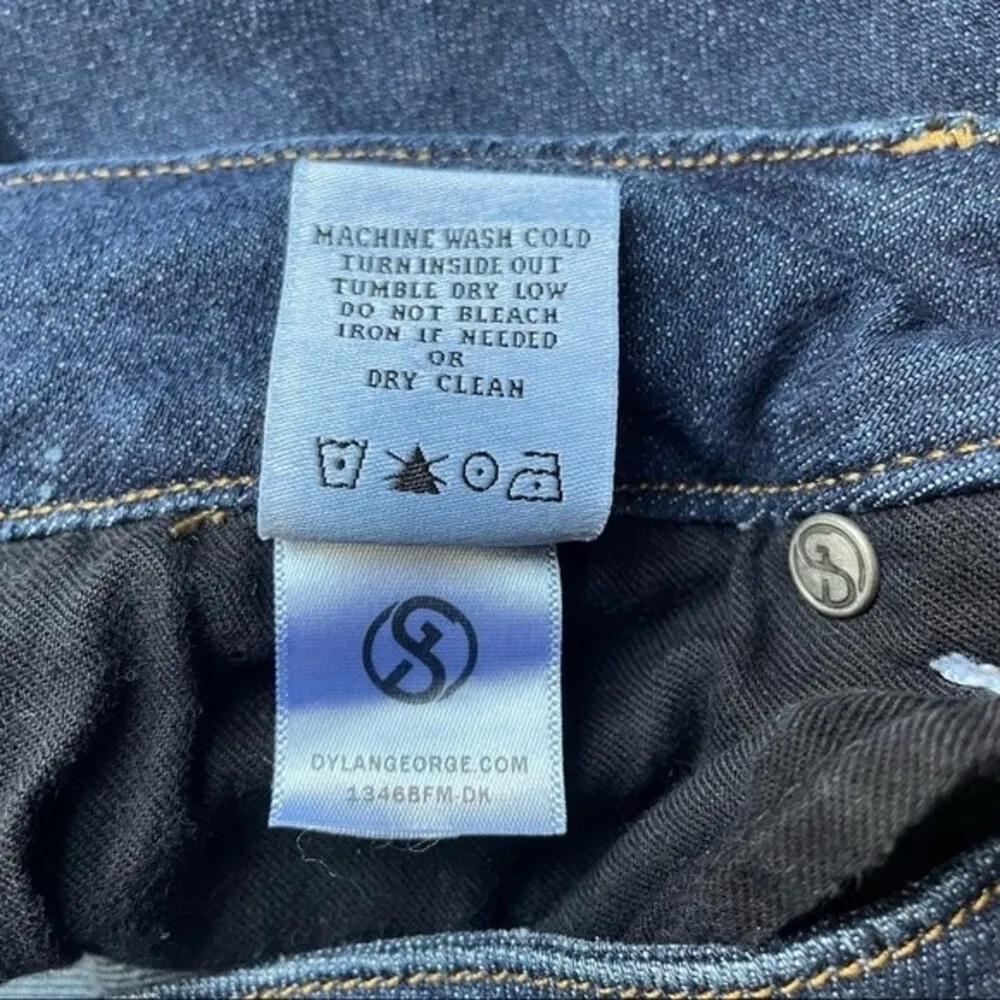 MACHINE WASH COLD
TURN INSIDE OUT
TUMBLE DRY LOW
DO NOT BLEACH
IRON IF NEEDED
OR
DRY CLEAN
DYLANGEORGE.COM
1346BFM-DK